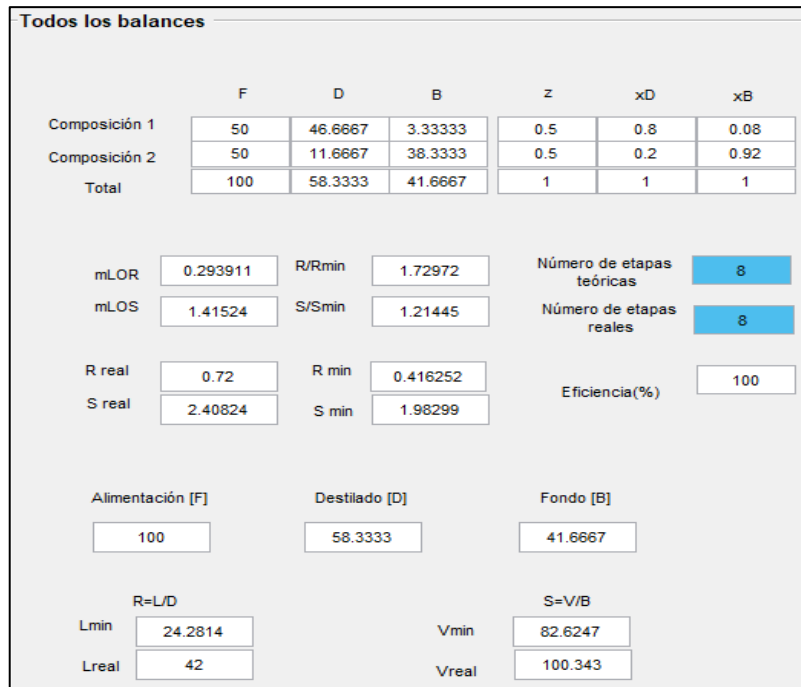 Todos los balances
F D B z xD xB
Composición 1 50 46.6667 3.33333 0.5 0.8 0.08
Composición 2 50 11.6667 38.3333 0.5 0.2 0.92
Total 100 58.3333 41.6667 1 1 1
mLOR 0.293911 R/Rmin 1.72972 Número de etapas teóricas 8
mLOS 1.41524 S/Smin 1.21445 Número de etapas reales 8
R real 0.72 R min 0.416252 Eficiencia(%) 100
S real 2.40824 S min 1.98299
Alimentación [F] Destilado [D] Fondo [B]
100 58.3333 41.6667
R=L/D S=V/B
Lmin 24.2814 Vmin 82.6247
Lreal 42 Vreal 100.343